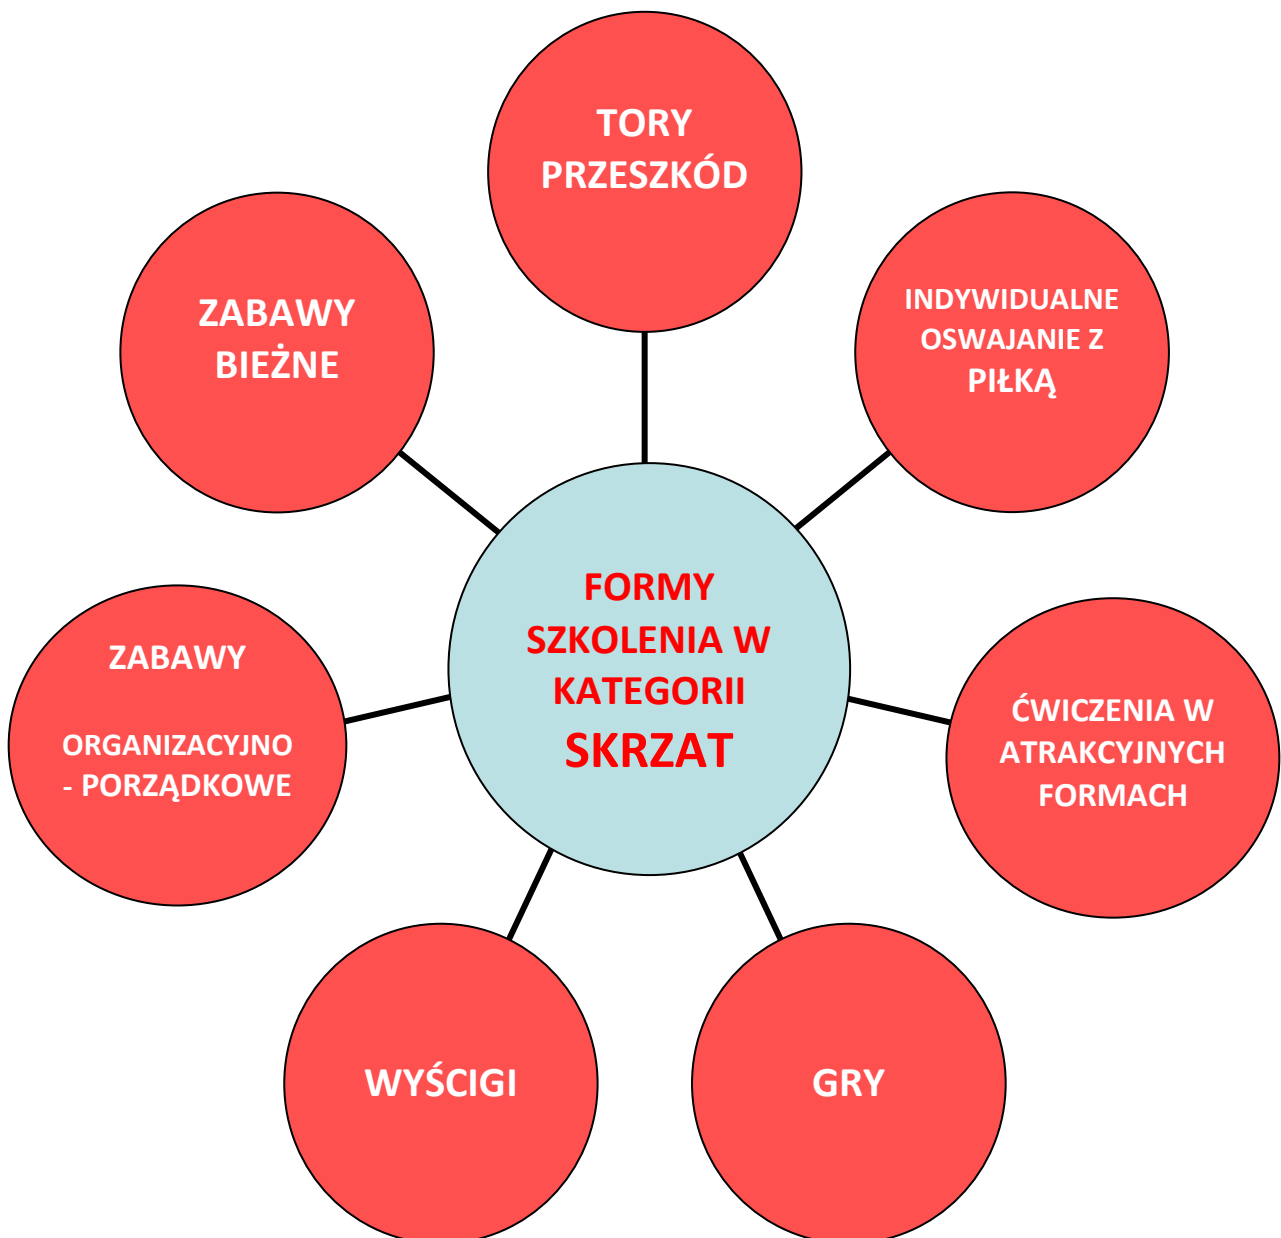 TORY
PRZESZKÓD
ZABAWY
BIEŻNE
INDYWIDUALNE
OSWAJANIE Z
PIŁKĄ
FORMY
SZKOLENIA W
KATEGORII
SKRZAT
ZABAWY
ORGANIZACYJNO
- PORZĄDKOWE
ĆWICZENIA W
ATRAKCYJNYCH
FORMACH
WYŚCIGI
GRY